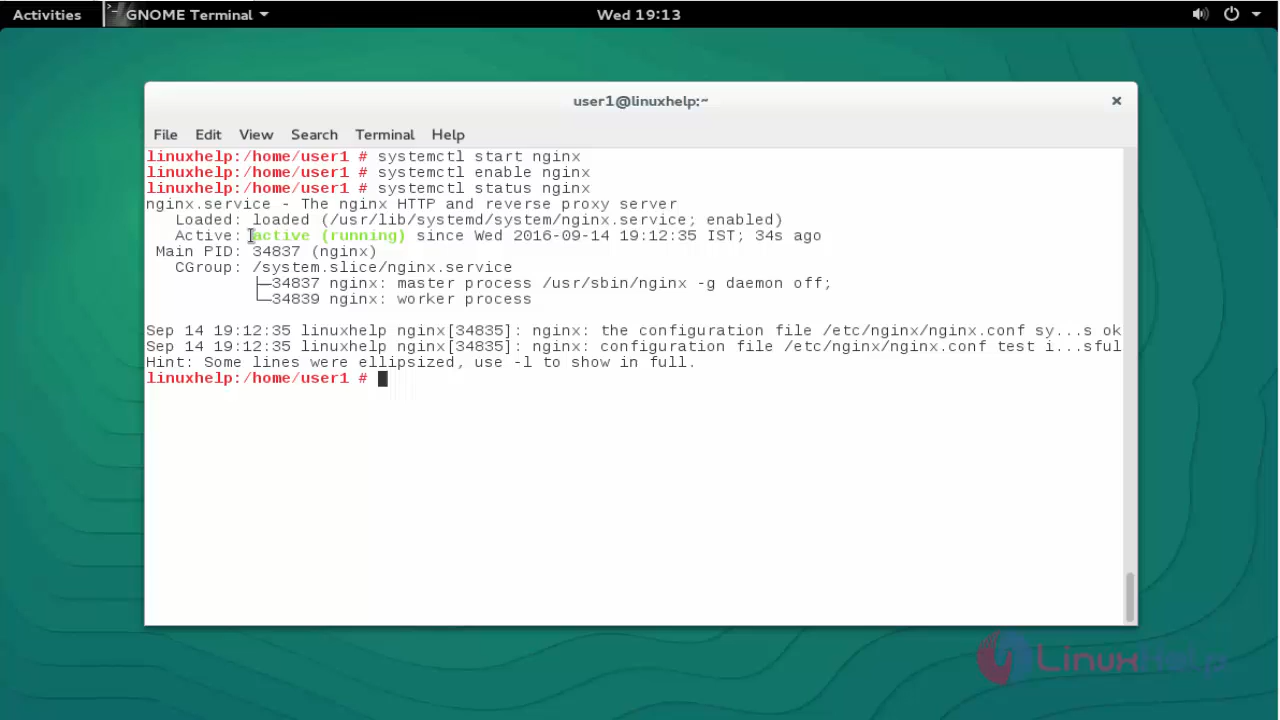 Activities GNOME Terminal Wed 19:13
user1@linuxhelp:~
File Edit View Search Terminal Help
linuxhelp:/home/user1 # systemctl start nginx
linuxhelp:/home/user1 # systemctl enable nginx
linuxhelp:/home/user1 # systemctl status nginx
nginx.service - The nginx HTTP and reverse proxy server
   Loaded: loaded (/usr/lib/systemd/system/nginx.service; enabled)
   Active: active (running) since Wed 2016-09-14 19:12:35 IST; 34s ago
 Main PID: 34837 (nginx)
   CGroup: /system.slice/nginx.service
           ├─34837 nginx: master process /usr/sbin/nginx -g daemon off;
           └─34839 nginx: worker process

Sep 14 19:12:35 linuxhelp nginx[34835]: nginx: the configuration file /etc/nginx/nginx.conf sy...s ok
Sep 14 19:12:35 linuxhelp nginx[34835]: nginx: configuration file /etc/nginx/nginx.conf test i...sful
Hint: Some lines were ellipsized, use -l to show in full.
linuxhelp:/home/user1 #
LinuxHelp